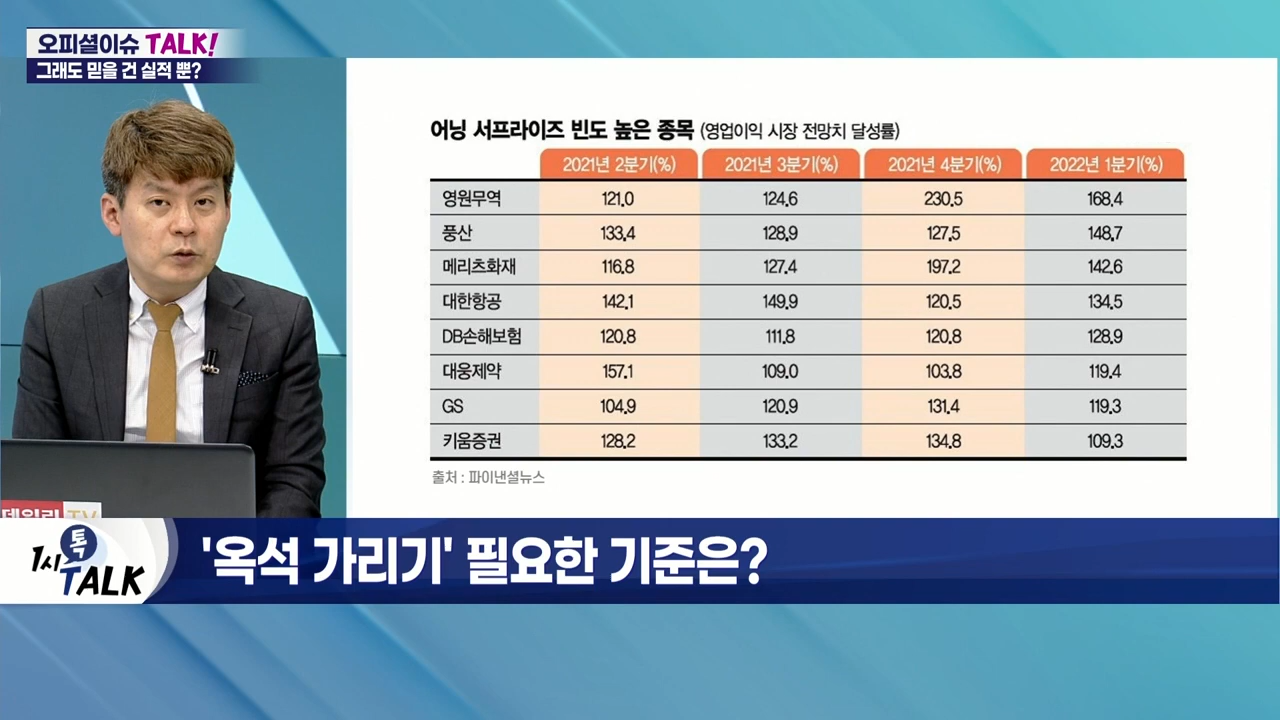 오피셜이슈 TALK!
그래도 믿을 건 실적 뿐?
어닝 서프라이즈 빈도 높은 종목 (영업이익 시장 전망치 달성률)
2021년 2분기(%) 2021년 3분기(%) 2021년 4분기(%) 2022년 1분기(%)
영원무역 121.0 124.6 230.5 168.4
풍산 133.4 128.9 127.5 148.7
메리츠화재 116.8 127.4 197.2 142.6
대한항공 142.1 149.9 120.5 134.5
DB손해보험 120.8 111.8 120.8 128.9
대웅제약 157.1 109.0 103.8 119.4
GS 104.9 120.9 131.4 119.3
키움증권 128.2 133.2 134.8 109.3
출처 : 파이낸셜뉴스
TV
1시 톡 TALK
'옥석 가리기' 필요한 기준은?